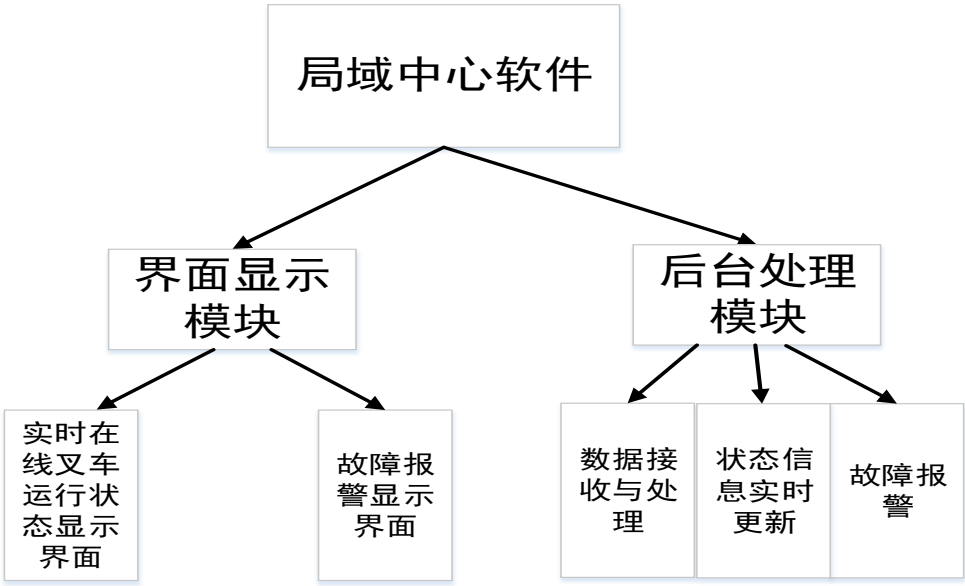 局域中心软件
界面显示
模块
后台处理
模块
实时在
线叉车
运行状
态显示
界面
故障报
警显示
界面
数据接
收与处
理
状态信
息实时
更新
故障报
警